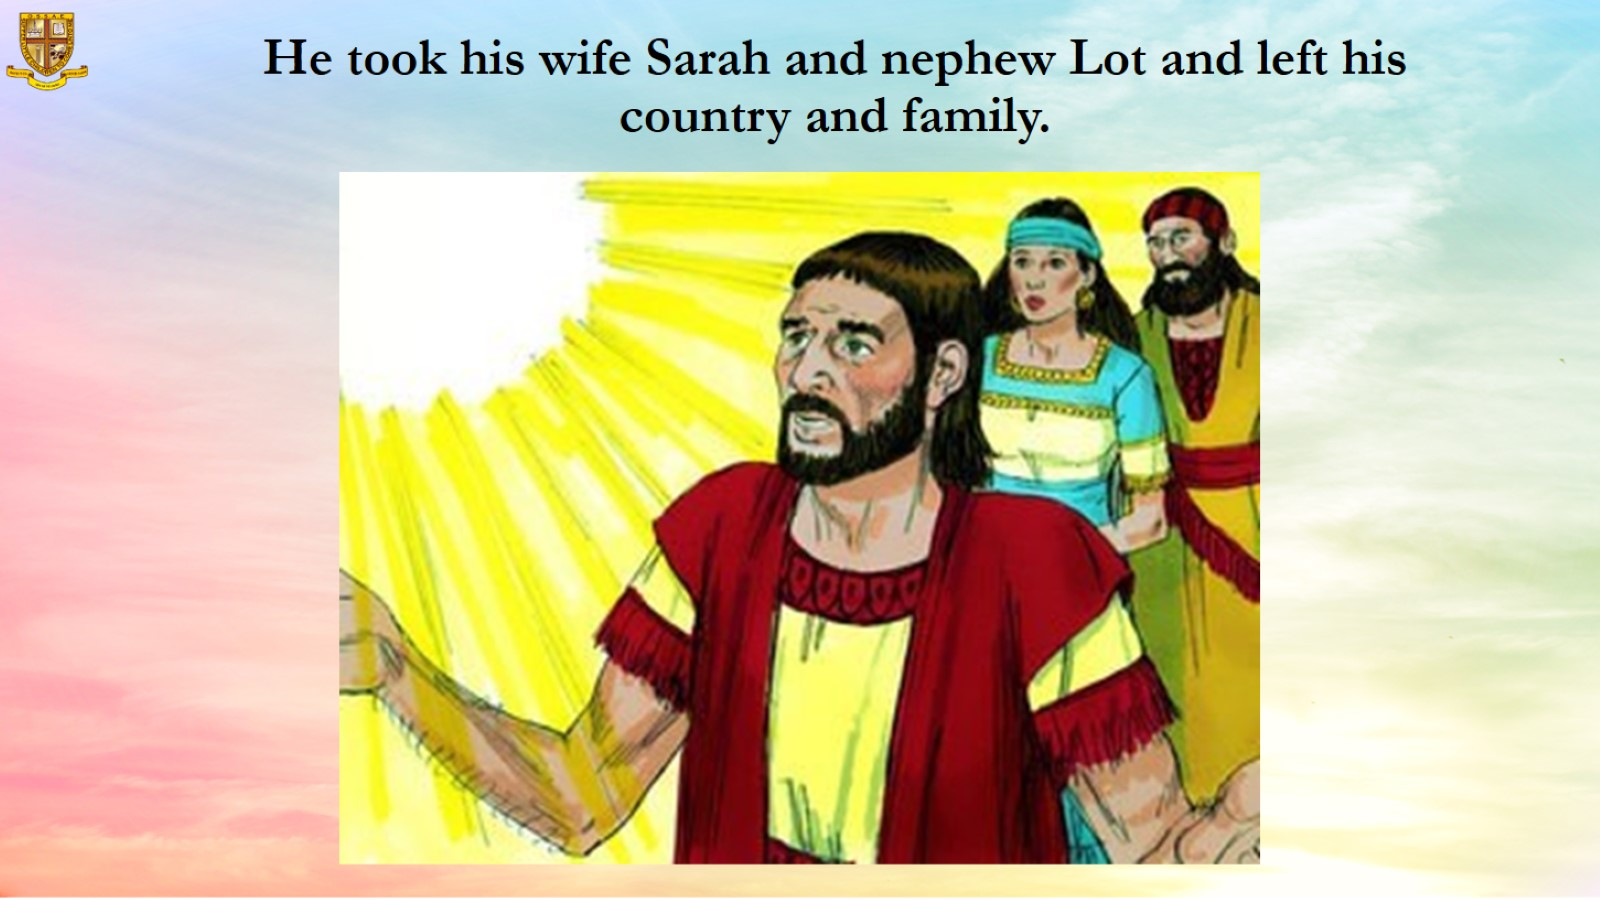 He took his wife Sarah and nephew Lot and left his
country and family.